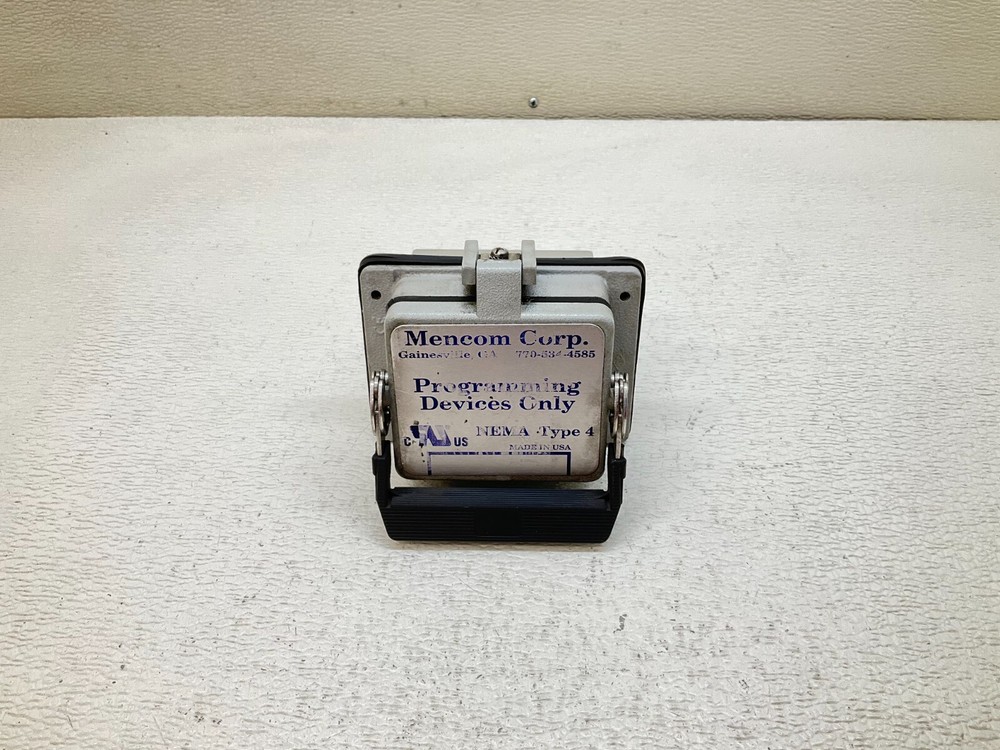 Mencom Corp.
Gainesville, GA 770-534-4585
Programming
Devices Only
c US NEMA Type 4
MADE IN USA